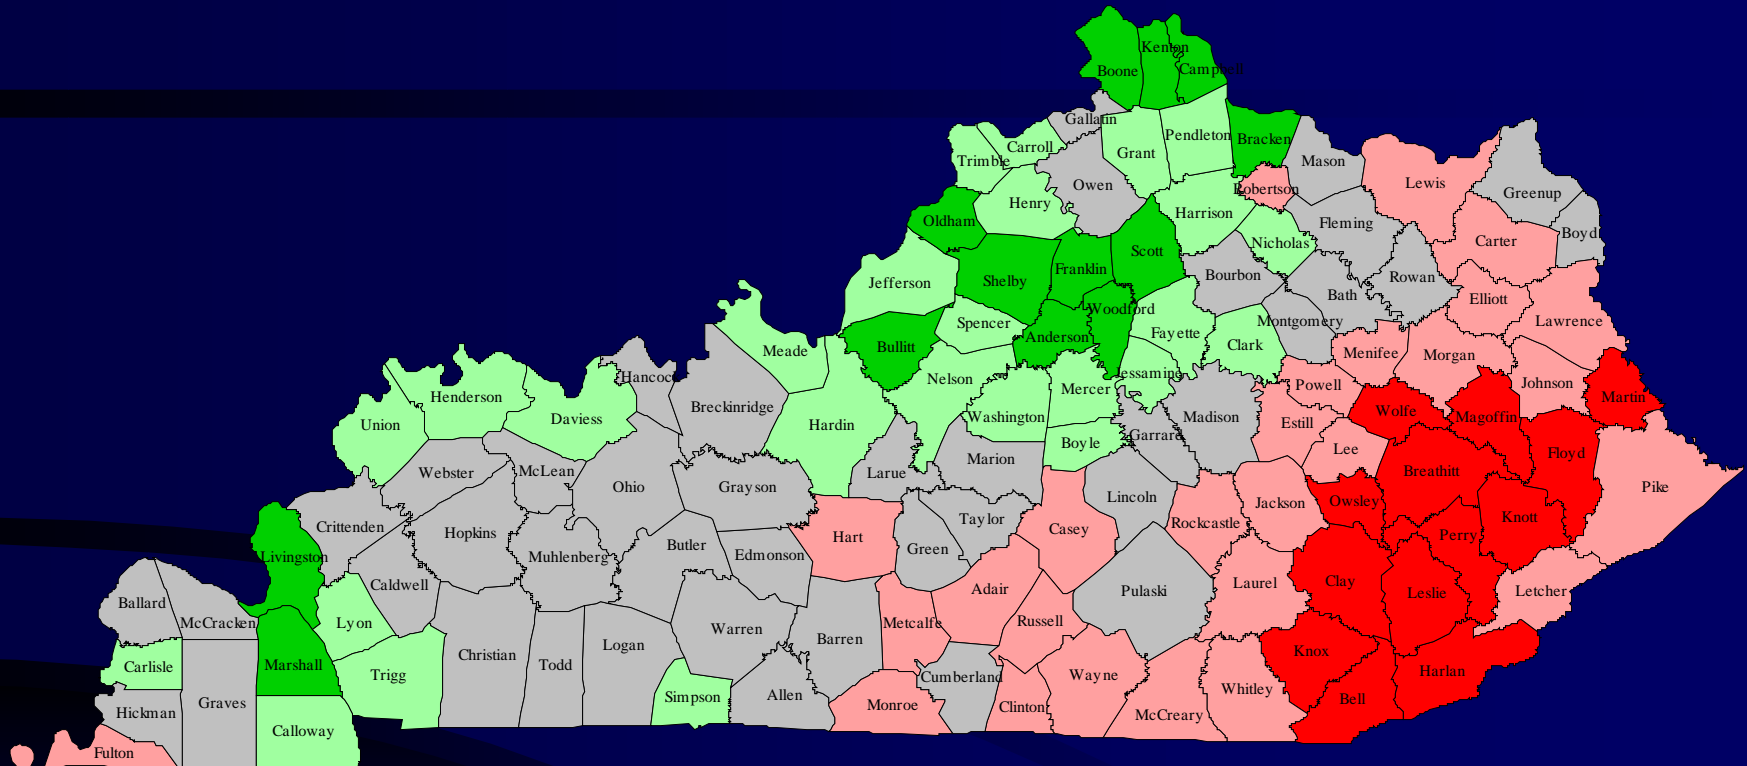 Kenton
Boone
Campbell
Gallatin
Pendleton
Bracken
Carroll
Grant
Trimble
Mason
Owen
Lewis
Robertson
Greenup
Henry
Harrison
Oldham
Fleming
Boyd
Nicholas
Carter
Scott
Franklin
Bourbon
Rowan
Jefferson
Shelby
Bath
Elliott
Woodford
Spencer
Montgomery
Lawrence
Anderson
Fayette
Bullitt
Clark
Meade
Menifee
Morgan
Jessamine
Nelson
Hancock
Powell
Johnson
Mercer
Henderson
Martin
Breckinridge
Wolfe
Magoffin
Daviess
Washington
Madison
Union
Hardin
Estill
Garrard
Boyle
Lee
Floyd
Marion
Webster
McLean
Larue
Breathitt
Ohio
Grayson
Pike
Lincoln
Jackson
Owsley
Knott
Crittenden
Taylor
Rockcastle
Casey
Hopkins
Hart
Perry
Butler
Green
Livingston
Muhlenberg
Edmonson
Caldwell
Laurel
Clay
Adair
Pulaski
Leslie
Letcher
Ballard
McCracken
Lyon
Metcalfe
Russell
Warren
Barren
Logan
Knox
Christian
Marshall
Todd
Carlisle
Trigg
Harlan
Wayne
Cumberland
Whitley
Allen
Simpson
Bell
Graves
Monroe
Clinton
Hickman
McCreary
Calloway
Fulton